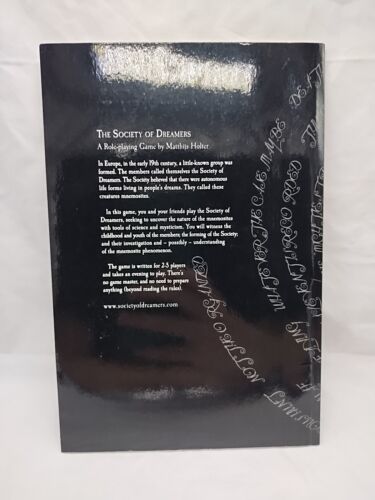 THE SOCIETY OF DREAMERS
A Role-playing Game by Matthijs Holter
In Europe, in the early 19th century, a little-known group was
formed. The members called themselves the Society of
Dreamers. The Society believed that there were autonomous
life forms living in people's dreams. They called these
creatures mnemosites.
In this game, you and your friends play the Society of
Dreamers, seeking to uncover the nature of the mnemosites
with tools of science and mysticism. You will witness the
childhood and youth of the members; the forming of the Society;
and their investigation – possibly – understanding
of the mnemosite phenomenon.
The game is written for 2-5 players
and takes an evening to play. There's
no game master, and no need to prepare
anything (beyond reading the rules).
www.societyofdreamers.com
WHATEVER THE CASE MAY BE